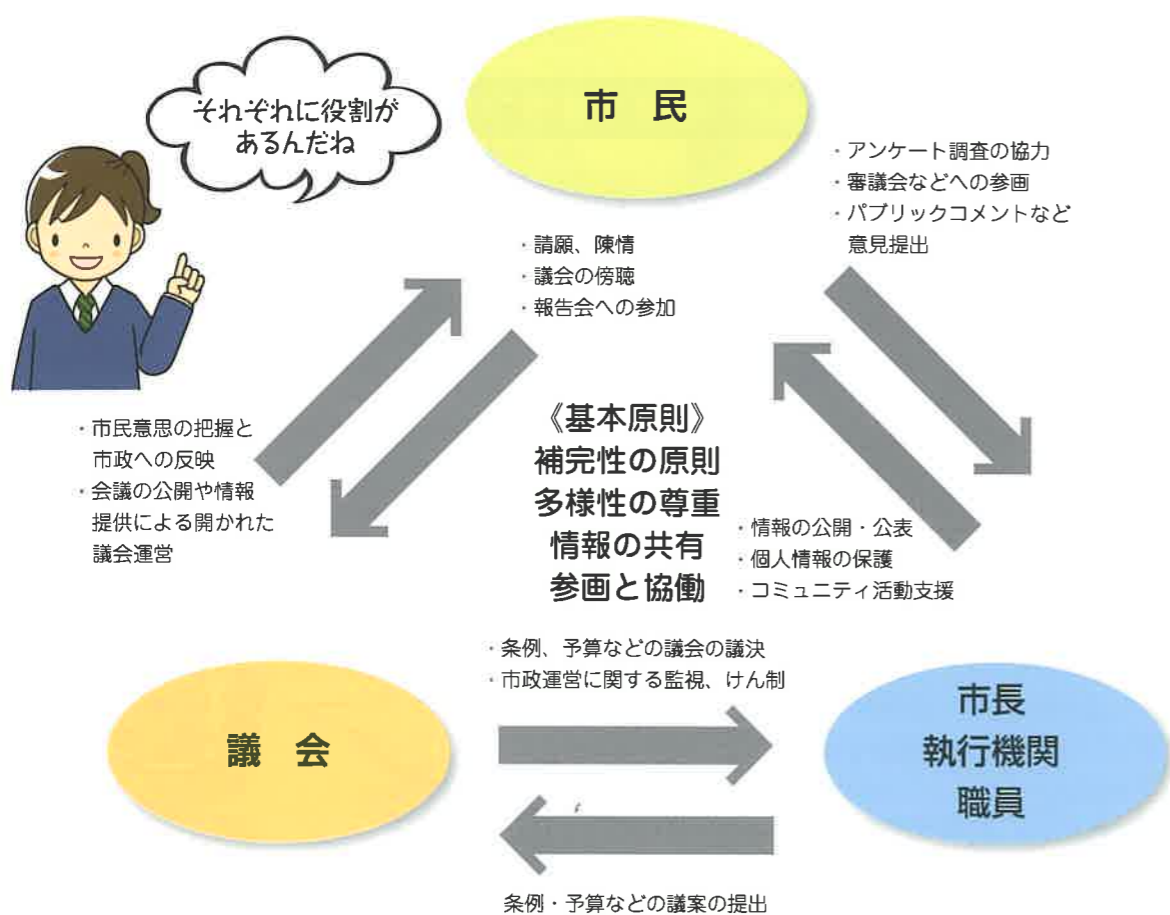 それぞれに役割が
あるんだね
市 民
・アンケート調査の協力
・審議会などへの参画
・パブリックコメントなど
意見提出
・請願、陳情
・議会の傍聴
・報告会への参加
・市民意思の把握と
市政への反映
・会議の公開や情報
提供による開かれた
議会運営
《基本原則》
補完性の原則
多様性の尊重
情報の共有
参画と協働
・情報の公開・公表
・個人情報の保護
・コミュニティ活動支援
・条例、予算などの議会の議決
・市政運営に関する監視、けん制
議 会
市長
執行機関
職員
条例・予算などの議案の提出